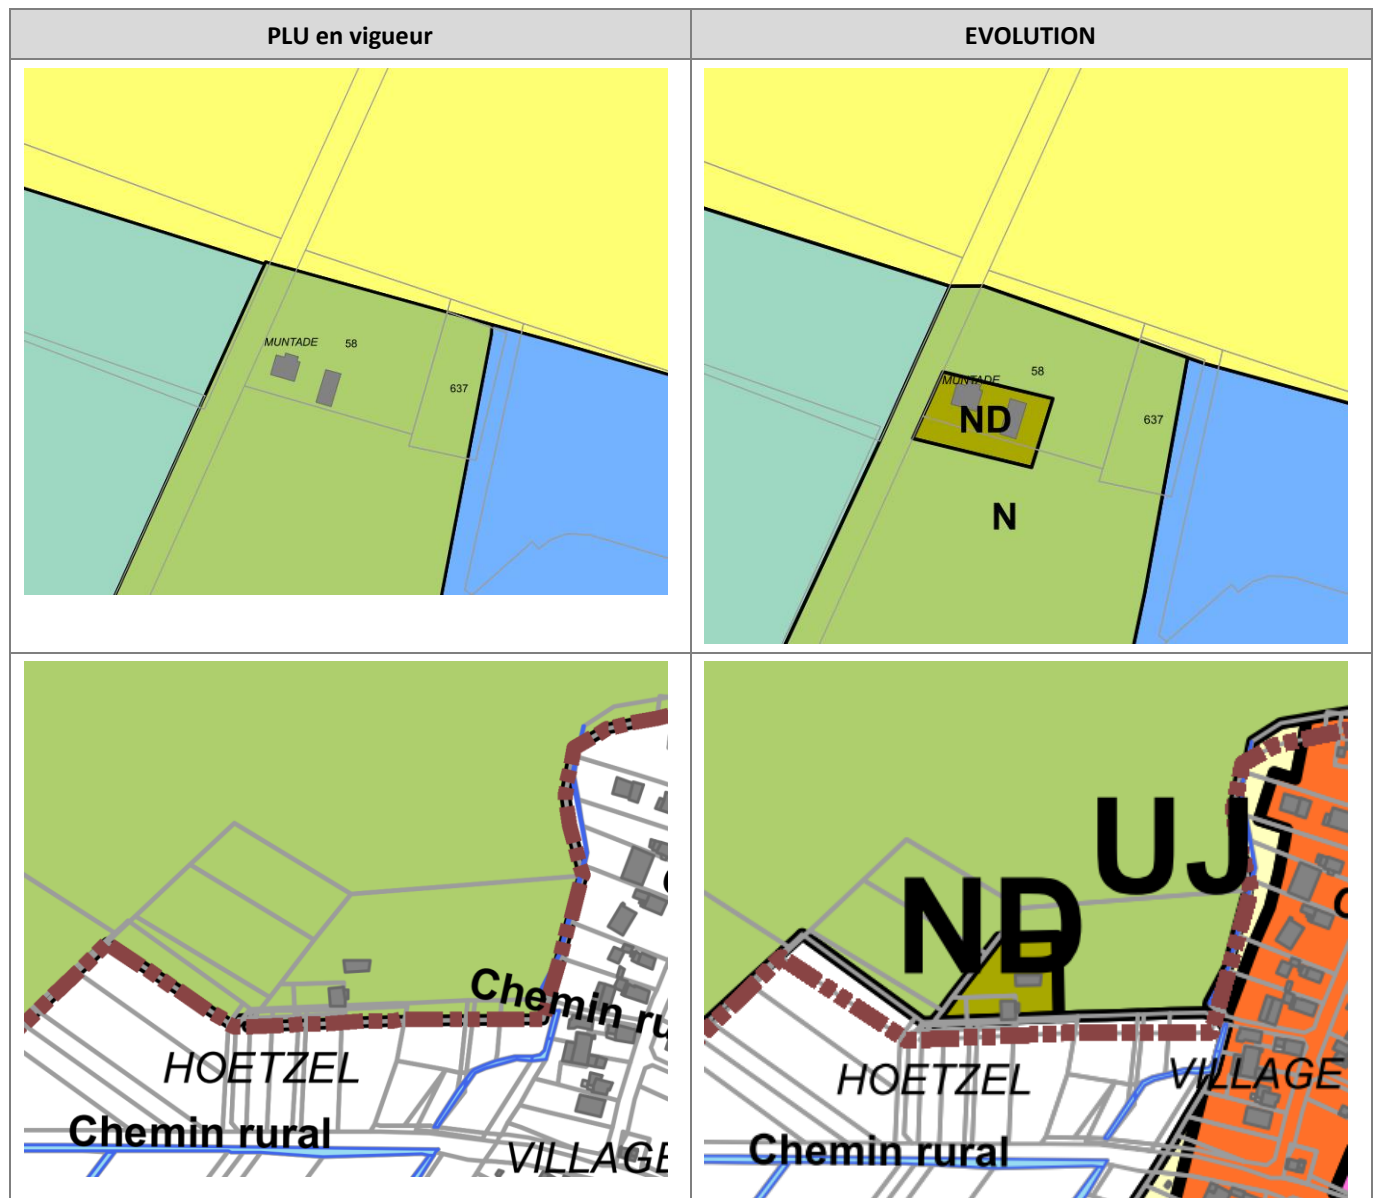 PLU en vigueur
EVOLUTION
MUNTADE
58
637
MUNTADE
58
ND
637
N
Chemin ru
HOETZEL
Chemin rural
VILLAGE
UJ
ND
HOETZEL
VILLAGE
Chemin rural